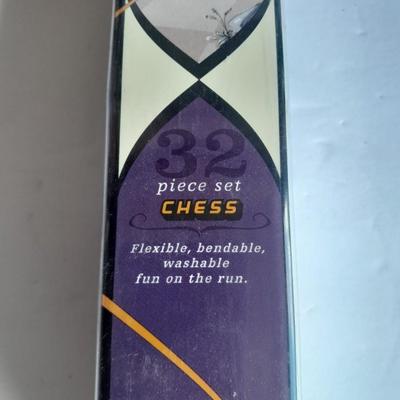 32
piece set
CHESS
Flexible, bendable,
washable
fun on the run.